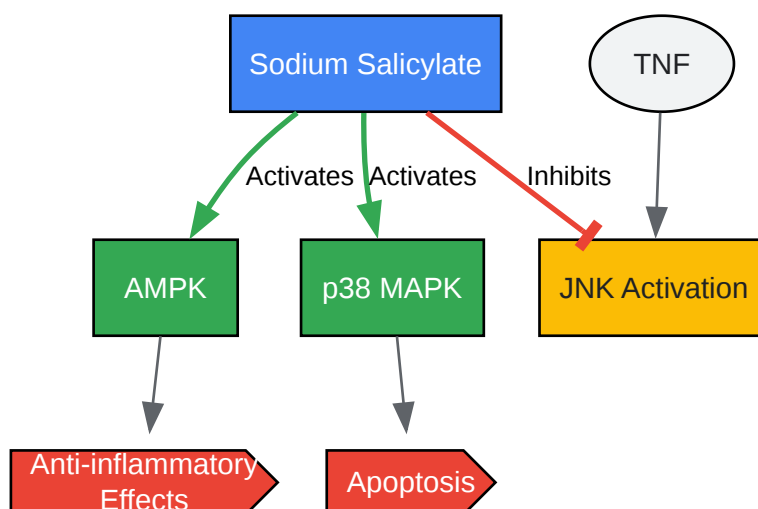 Sodium Salicylate
TNF
Activates
Activates
Inhibits
AMPK
p38 MAPK
JNK Activation
Anti-inflammatory
Effects
Apoptosis